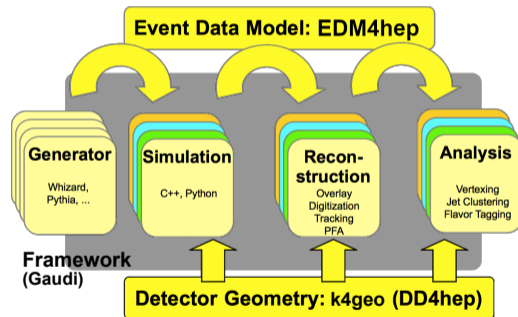 Event Data Model: EDM4hep
Generator
Whizard,
Pythia, ...
Simulation
C++, Python
Recon-
struction
Overlay
Digitization
Tracking
PFA
Analysis
Vertexing
Jet Clustering
Flavor Tagging
Framework
(Gaudi)
Detector Geometry: k4geo (DD4hep)